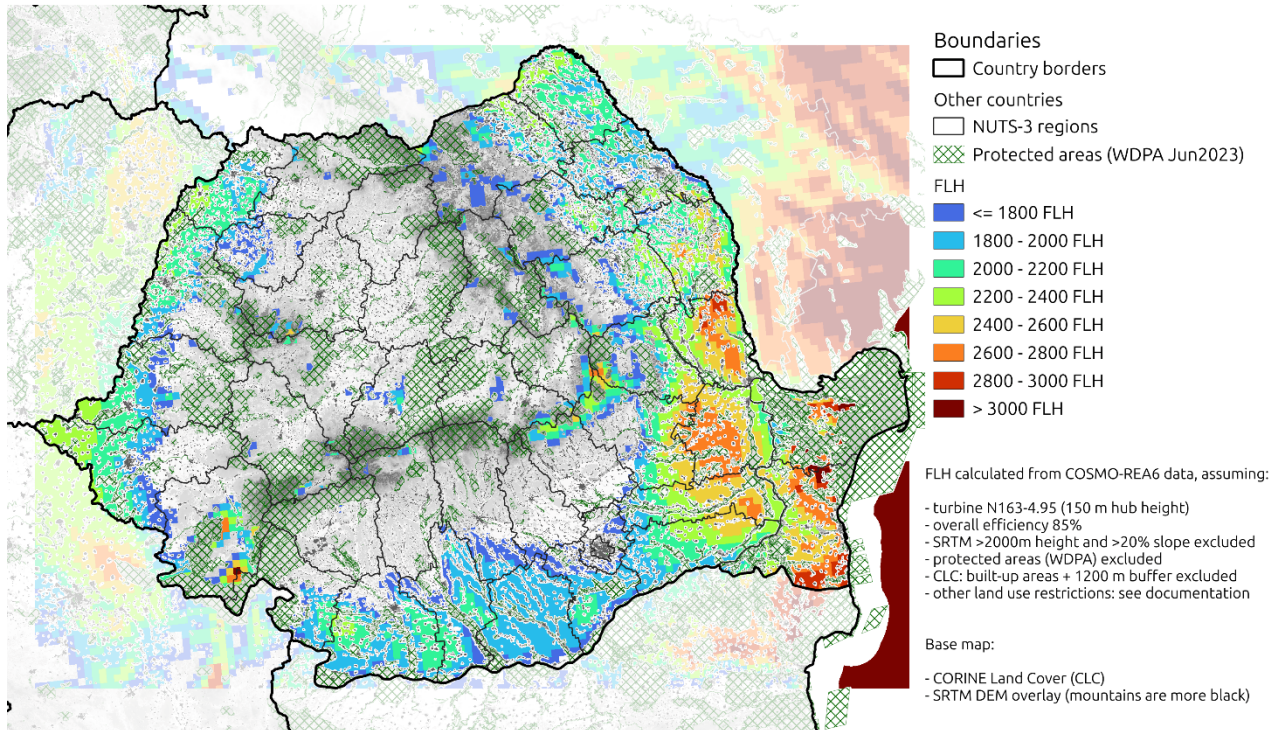 Boundaries
Country borders
Other countries
NUTS-3 regions
Protected areas (WDPA Jun2023)
FLH
<= 1800 FLH
1800 - 2000 FLH
2000 - 2200 FLH
2200 - 2400 FLH
2400 - 2600 FLH
2600 - 2800 FLH
2800 - 3000 FLH
> 3000 FLH
FLH calculated from COSMO-REA6 data, assuming:
- turbine N163-4.95 (150 m hub height)
- overall efficiency 85%
- SRTM >2000m height and >20% slope excluded
- protected areas (WDPA) excluded
- CLC: built-up areas + 1200 m buffer excluded
- other land use restrictions: see documentation
Base map:
- CORINE Land Cover (CLC)
- SRTM DEM overlay (mountains are more black)